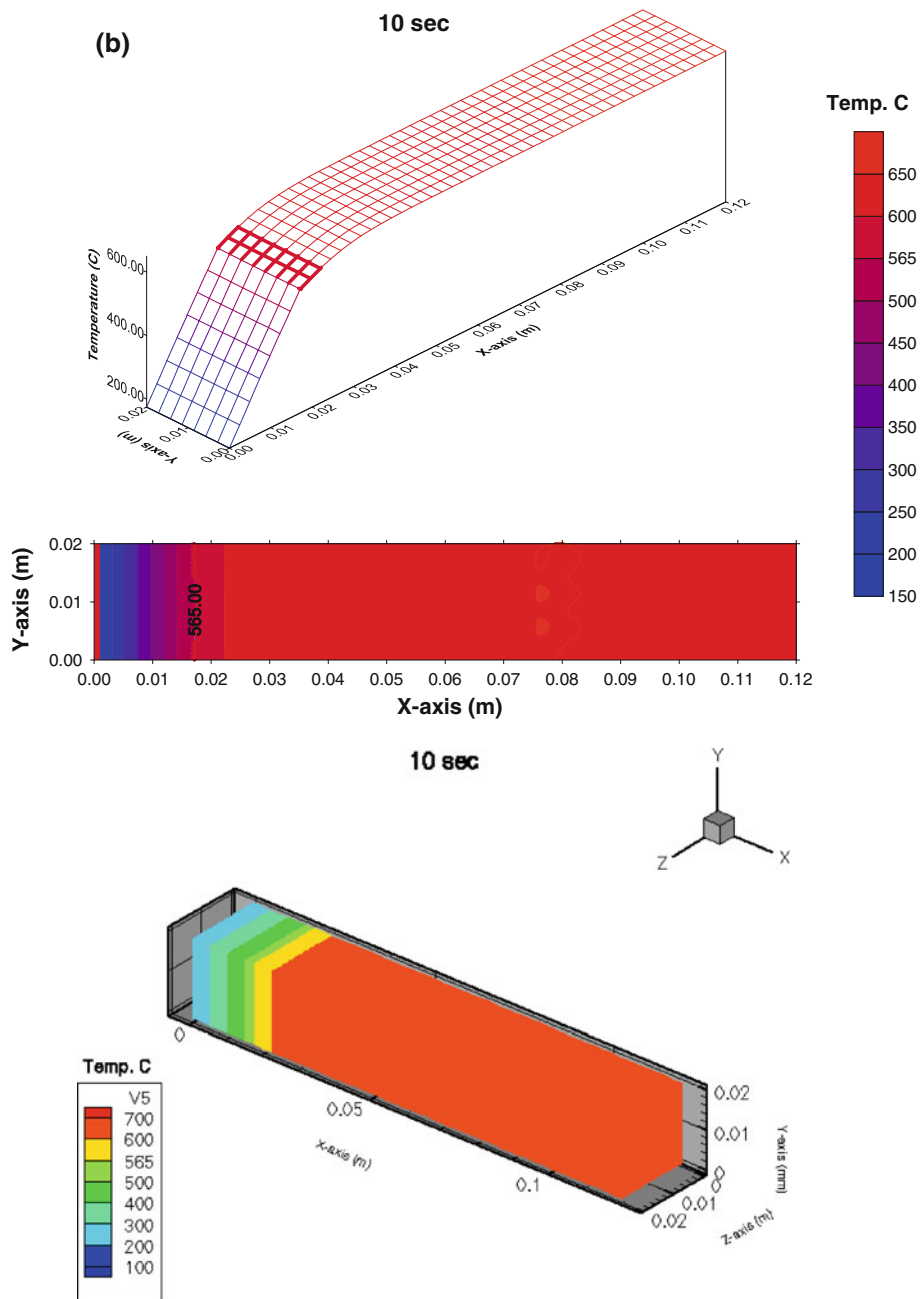 (b)
10 sec
Temp. C
650
600
565
500
450
400
350
300
250
200
150
Temperature (C)
600.00
400.00
200.00
0.02
0.01
0.00
Y-axis (m)
0.00
0.01
0.02
0.03
0.04
0.05
0.06
0.07
0.08
0.09
0.10
0.11
0.12
X-axis (m)
Y-axis (m)
0.02
0.01
0.00
565.00
0.00 0.01 0.02 0.03 0.04 0.05 0.06 0.07 0.08 0.09 0.10 0.11 0.12
X-axis (m)
10 sec
Y
Z
X
0
0.05
0.1
X-axis (m)
0.02
0.01
0
Y-axis (mm)
0
0.01
0.02
Z-axis (m)
Temp. C
V5
700
600
565
500
400
300
200
100